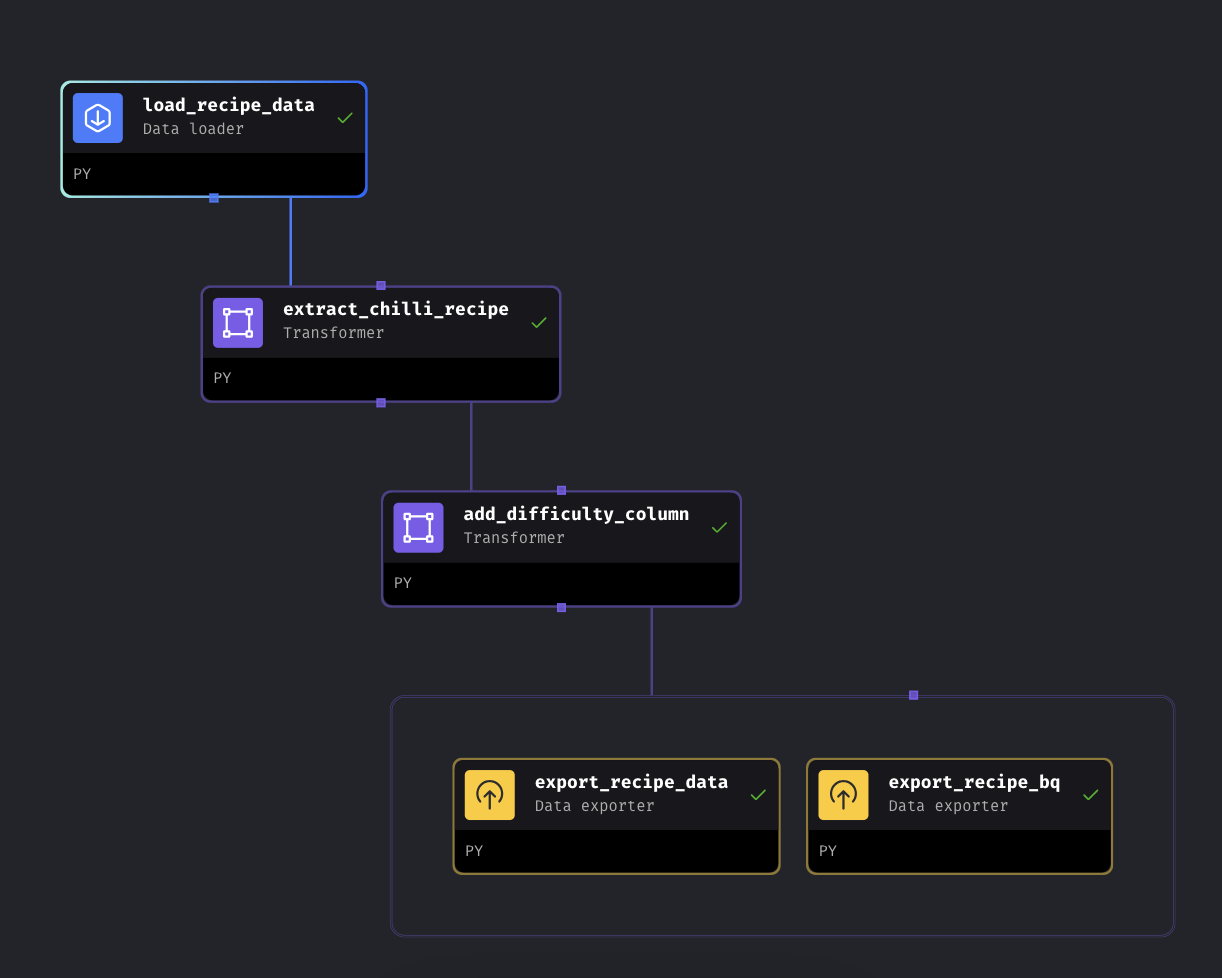 load_recipe_data
Data loader
PY
extract_chilli_recipe
Transformer
PY
add_difficulty_column
Transformer
PY
export_recipe_data
Data exporter
PY
export_recipe_bq
Data exporter
PY